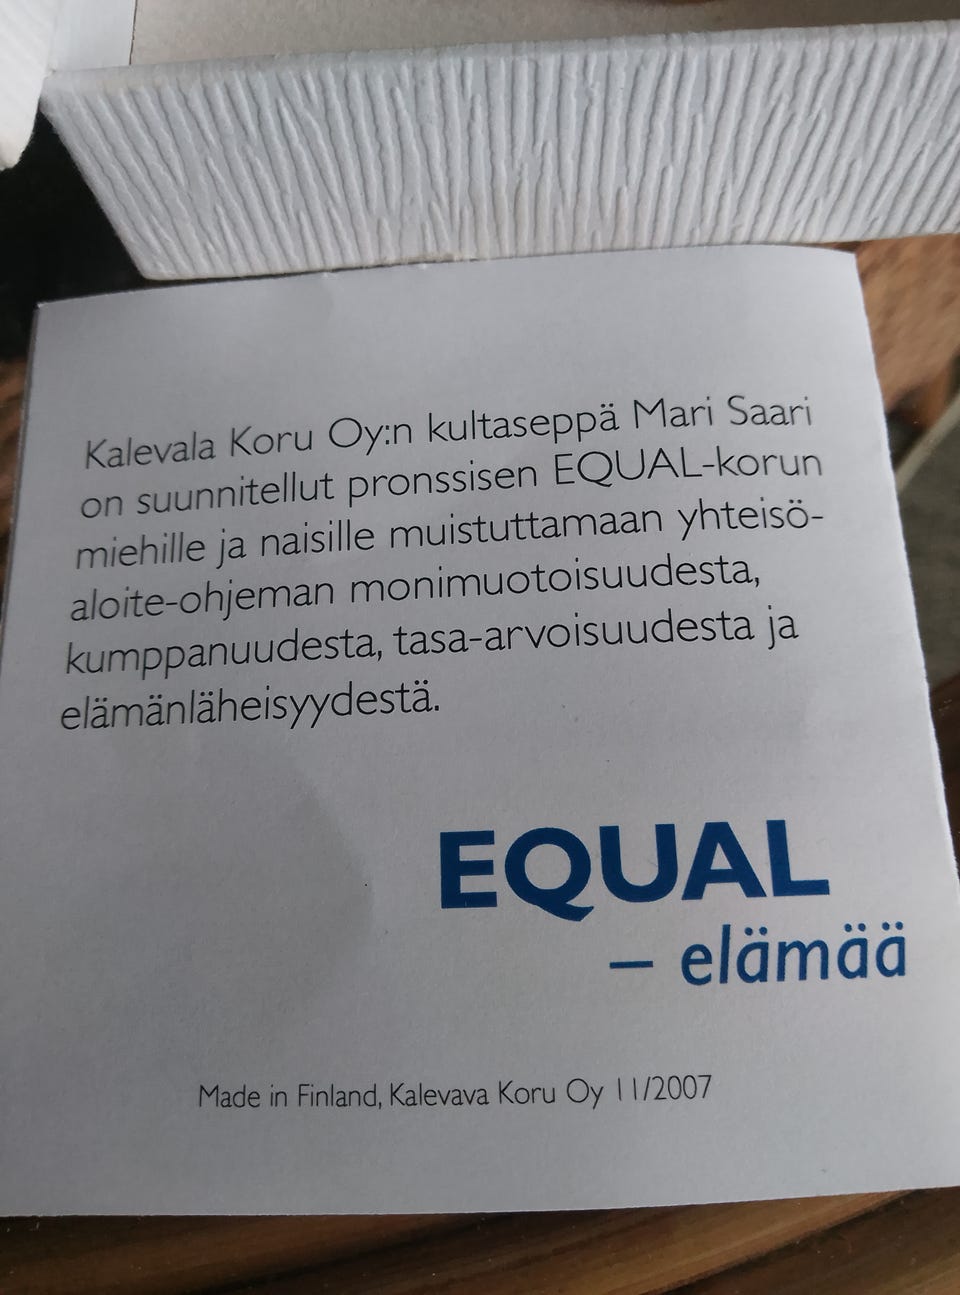 Kalevala Koru Oy:n kultaseppä Mari Saari
on suunnitellut pronssisen EQUAL-korun
miehille ja naisille muistuttamaan yhteisö-
aloite-ohjeman monimuotoisuudesta,
kumppanuudesta, tasa-arvoisuudesta ja
elämänläheisyydestä.
EQUAL
– elämää
Made in Finland, Kalevava Koru Oy 11/2007